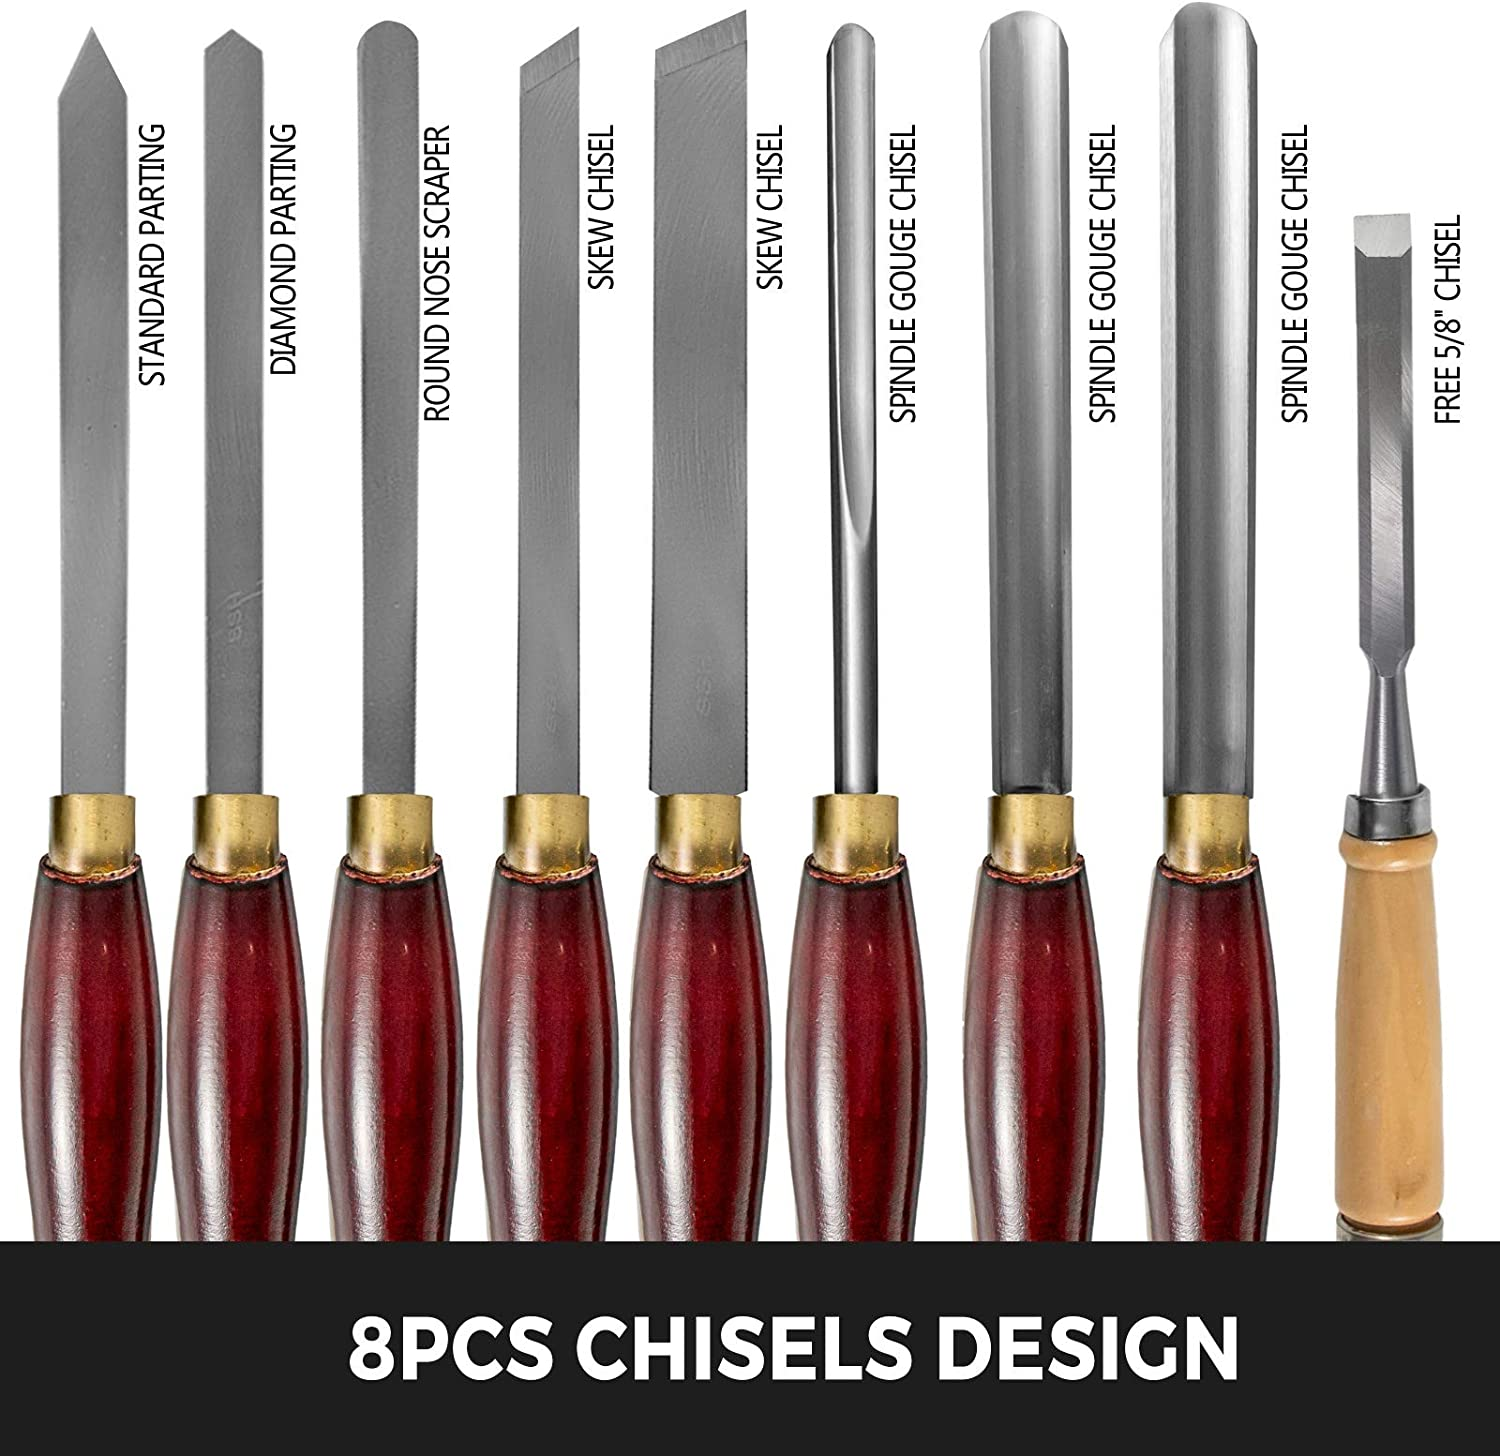 STANDARD PARTING
DIAMOND PARTING
ROUND NOSE SCRAPER
SKEW CHISEL
SKEW CHISEL
SPINDLE GOUGE CHISEL
SPINDLE GOUGE CHISEL
SPINDLE GOUGE CHISEL
FREE 5/8" CHISEL
HSS
HSS
HSS
8PCS CHISELS DESIGN